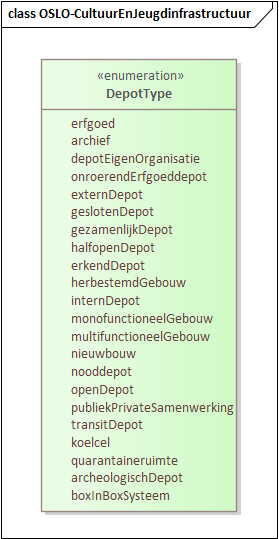 class OSLO-CultuurEnJeugdinfrastructuur
«enumeration»
DepotType
erfgoed
archief
depotEigenOrganisatie
onroerendErfgoeddepot
externDepot
geslotenDepot
gezamenlijkDepot
halfopenDepot
erkendDepot
herbestemdGebouw
internDepot
monofunctioneelGebouw
multifunctioneelGebouw
nieuwbouw
nooddepot
openDepot
publiekPrivateSamenwerking
transitDepot
koelcel
quarantaineruimte
archeologischDepot
boxInBoxSysteem